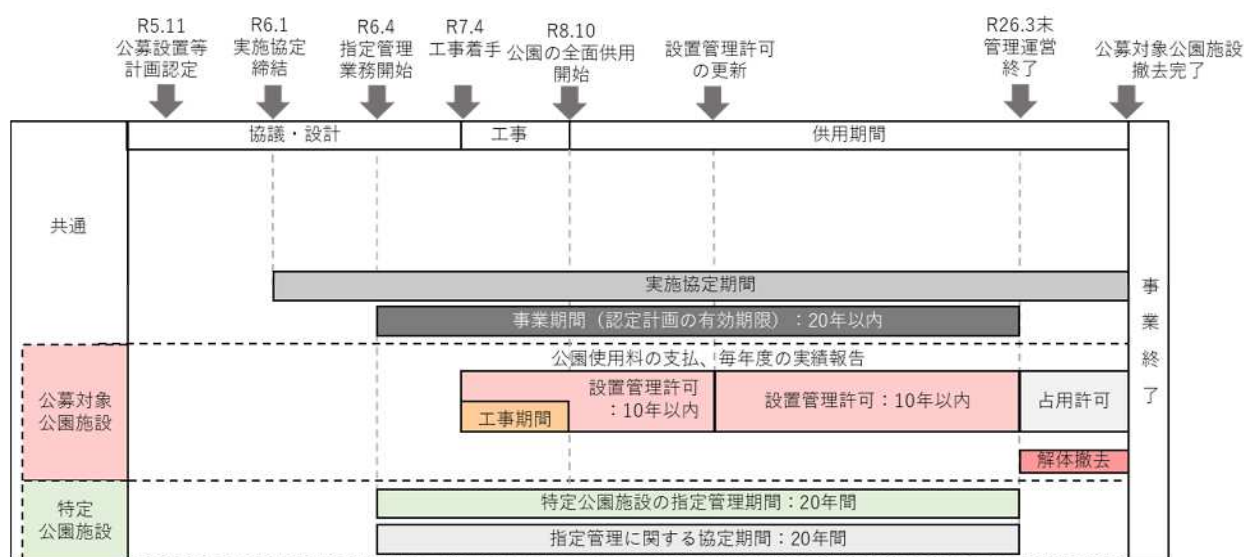 R5.11
公募設置等
計画認定
R6.1
実施協定
締結
R6.4
指定管理
業務開始
R7.4
工事着手
R8.10
公園の全面供用
開始
設置管理許可
の更新
R26.3末
管理運営
終了
公募対象公園施設
撤去完了
協議・設計
工事
供用期間
共通
実施協定期間
事業期間（認定計画の有効期限）：20年以内
事業終了
公園使用料の支払、毎年度の実績報告
公募対象
公園施設
設置管理許可
：10年以内
工事期間
設置管理許可：10年以内
占用許可
解体撤去
特定
公園施設
特定公園施設の指定管理期間：20年間
指定管理に関する協定期間：20年間